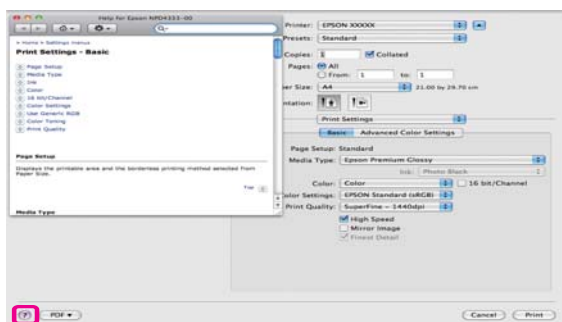 Help for Epson NPD4333-00
> Home > Settings menus
Print Settings - Basic
Page Setup
Media Type
Ink
Color
16 bit/Channel
Color Settings
Use Generic RGB
Color Toning
Print Quality
Page Setup
Displays the printable area and the borderless printing method selected from
Paper Size.
Top
Media Type
Printer: EPSON XXXXX
Presets: Standard
Copies: 1 Collated
Pages: All
From: 1 to: 1
er Size: A4 21.00 by 29.70 cm
ntation:
Print Settings
Basic Advanced Color Settings
Page Setup: Standard
Media Type: Epson Premium Glossy
Ink: Photo Black
Color: Color 16 bit/Channel
olor Settings: EPSON Standard (sRGB)
Print Quality: SuperFine - 1440dpi
High Speed
Mirror Image
Finest Detail
? PDF Cancel Print